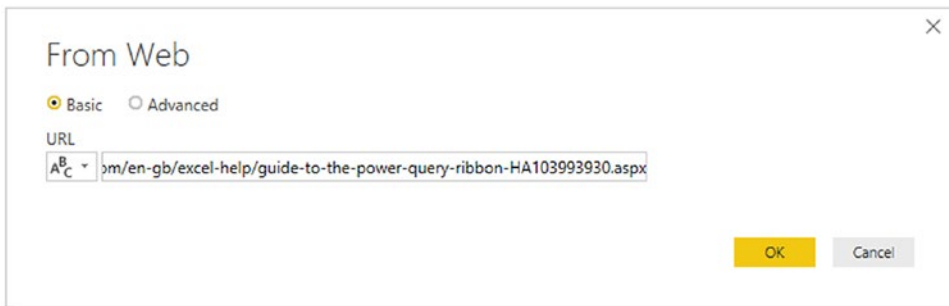 From Web
Basic Advanced
URL
ABC om/en-gb/excel-help/guide-to-the-power-query-ribbon-HA103993930.aspx
OK Cancel